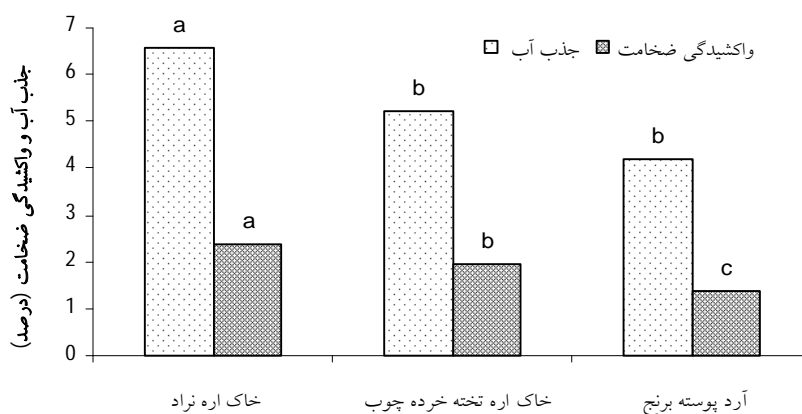 جذب آب
واکشیدگی ضخامت
جذب آب و واکشیدگی ضخامت (درصد)
7
6
5
4
3
2
1
0
a
a
b
b
b
c
خاک اره نراد
خاک اره تخته خرده چوب
آرد پوسته برنج